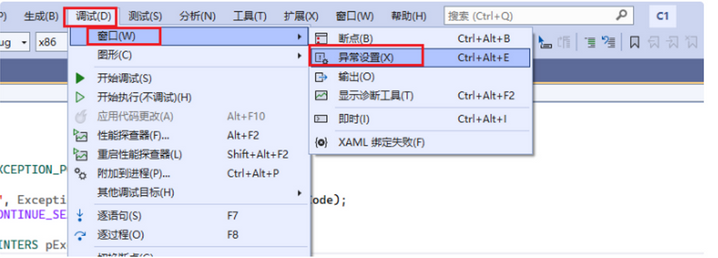 P) 生成(B) 调试(D) 测试(S) 分析(N) 工具(T) 扩展(X) 窗口(W) 帮助(H) 搜索 (Ctrl+Q) C1
ug x86
窗口(W)
图形(C)
开始调试(S)
开始执行(不调试)(H)
应用代码更改(A) Alt+F10
性能探查器(F)... Alt+F2
重启性能探查器(L) Shift+Alt+F2
附加到进程(P)... Ctrl+Alt+P
其他调试目标(H)
逐语句(S) F7
逐过程(O) F8
断点(B) Ctrl+Alt+B
异常设置(X) Ctrl+Alt+E
输出(O)
显示诊断工具(T) Ctrl+Alt+F2
即时(I) Ctrl+Alt+I
XAML 绑定失败(F)
XCEPTION_P
", Excepti ode);
ONTINUE_SE
INTERS pEx